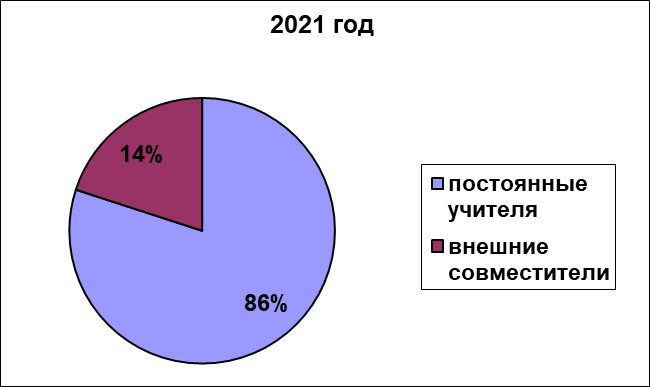 2021 год
14%
86%
постоянные
учителя
внешние
совместители